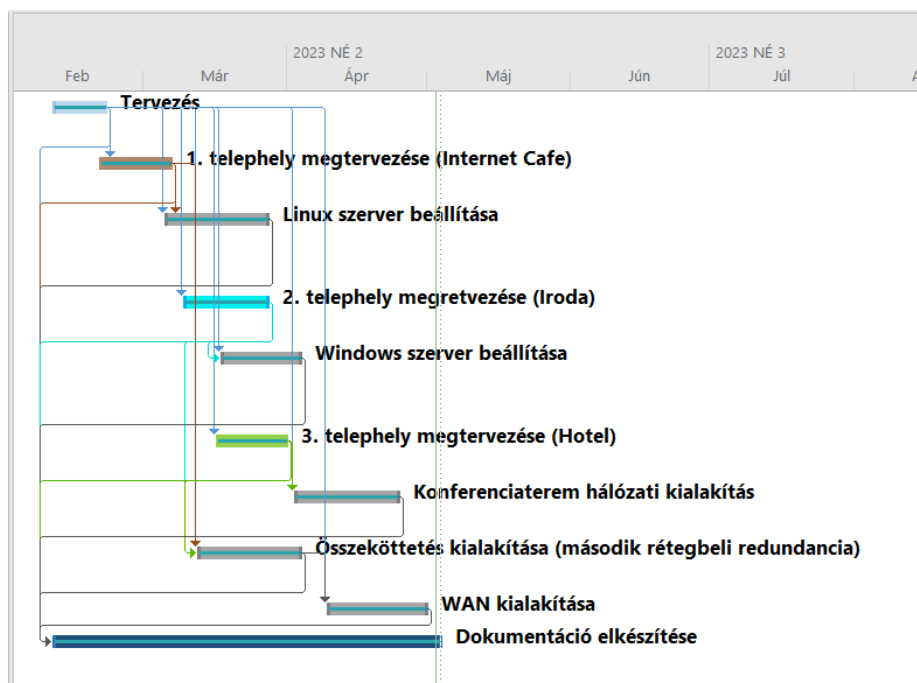 2023 NÉ 2
2023 NÉ 3
Feb
Már
Ápr
Máj
Jún
Júl
A
Tervezés
1. telephely megtervezése (Internet Cafe)
Linux szerver beállítása
2. telephely megretvezése (Iroda)
Windows szerver beállítása
3. telephely megtervezése (Hotel)
Konferenciaterem hálózati kialakítás
Összeköttetés kialakítása (második rétegbeli redundancia)
WAN kialakítása
Dokumentáció elkészítése